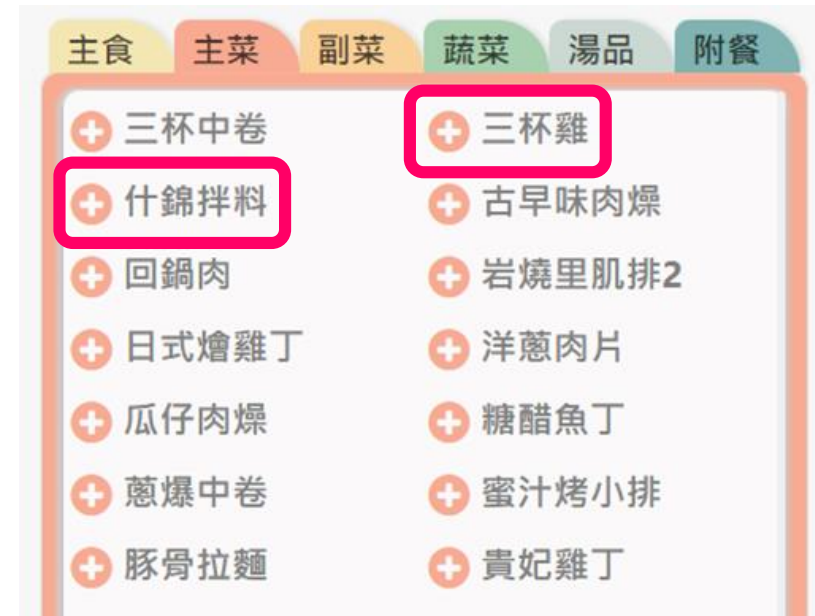 主食 主菜 副菜 蔬菜 湯品 附餐
三杯中卷 三杯雞
什錦拌料 古早味肉燥
回鍋肉 岩燒里肌排2
日式燴雞丁 洋蔥肉片
瓜仔肉燥 糖醋魚丁
蔥爆中卷 蜜汁烤小排
豚骨拉麵 貴妃雞丁